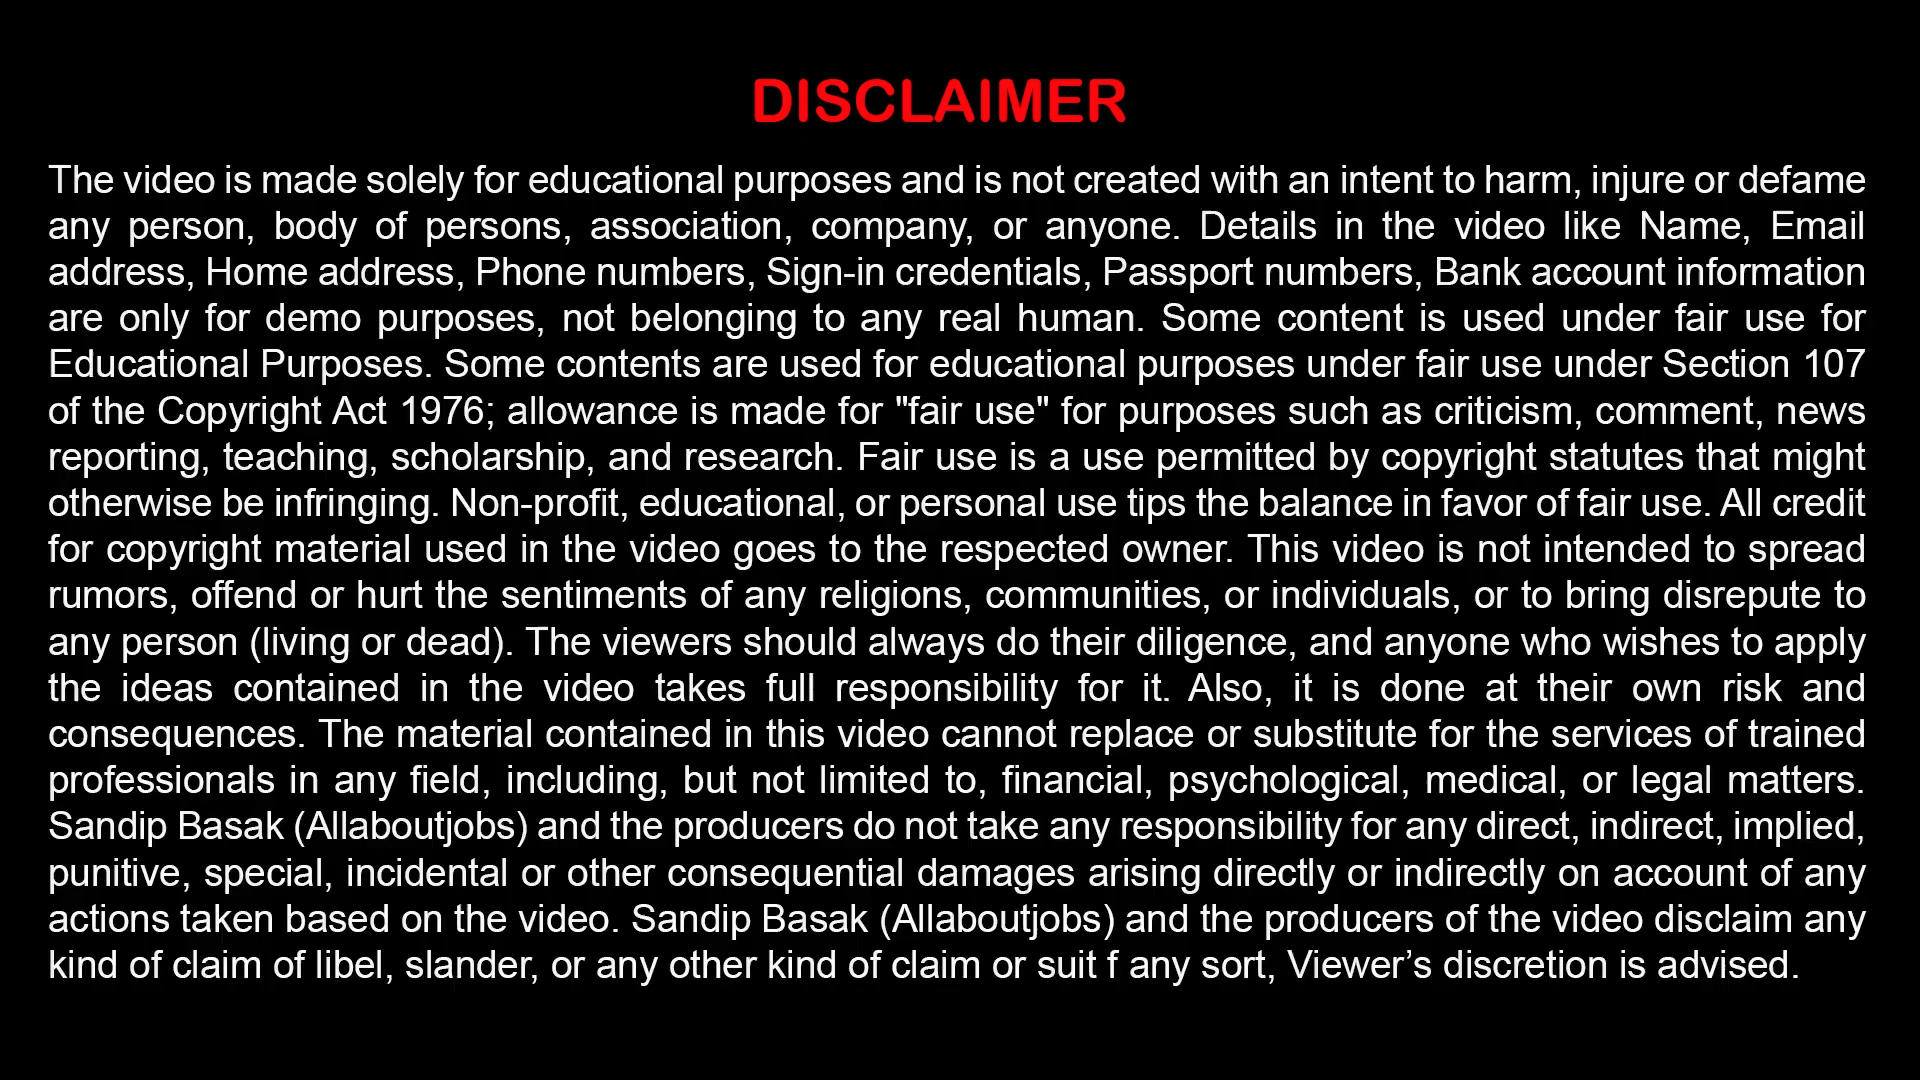 DISCLAIMER
The video is made solely for educational purposes and is not created with an intent to harm, injure or defame
any person, body of persons, association, company, or anyone. Details in the video like Name, Email
address, Home address, Phone numbers, Sign-in credentials, Passport numbers, Bank account information
are only for demo purposes, not belonging to any real human. Some content is used under fair use for
Educational Purposes. Some contents are used for educational purposes under fair use under Section 107
of the Copyright Act 1976; allowance is made for "fair use" for purposes such as criticism, comment, news
reporting, teaching, scholarship, and research. Fair use is a use permitted by copyright statutes that might
otherwise be infringing. Non-profit, educational, or personal use tips the balance in favor of fair use. All credit
for copyright material used in the video goes to the respected owner. This video is not intended to spread
rumors, offend or hurt the sentiments of any religions, communities, or individuals, or to bring disrepute to
any person (living or dead). The viewers should always do their diligence, and anyone who wishes to apply
the ideas contained in the video takes full responsibility for it. Also, it is done at their own risk and
consequences. The material contained in this video cannot replace or substitute for the services of trained
professionals in any field, including, but not limited to, financial, psychological, medical, or legal matters.
Sandip Basak (Allaboutjobs) and the producers do not take any responsibility for any direct, indirect, implied,
punitive, special, incidental or other consequential damages arising directly or indirectly on account of any
actions taken based on the video. Sandip Basak (Allaboutjobs) and the producers of the video disclaim any
kind of claim of libel, slander, or any other kind of claim or suit f any sort, Viewer’s discretion is advised.